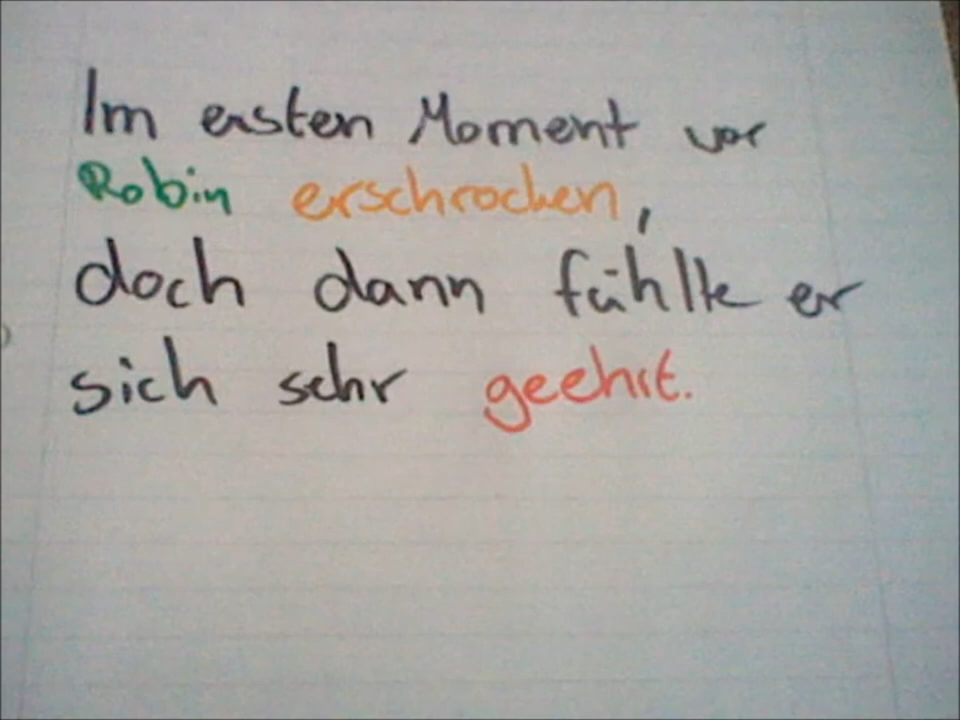 Im ersten Moment war
Robin erschrocken,
doch dann fühlte er
sich sehr geehrt.